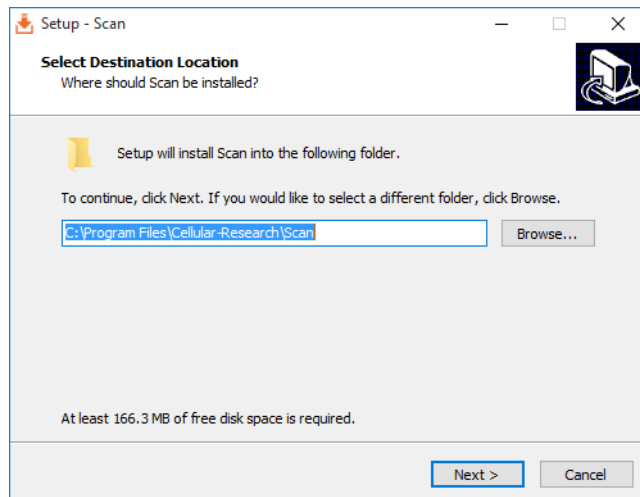 Setup - Scan
Select Destination Location
Where should Scan be installed?
Setup will install Scan into the following folder.
To continue, click Next. If you would like to select a different folder, click Browse.
C:\Program Files\Cellular-Research\Scan
Browse...
At least 166.3 MB of free disk space is required.
Next >
Cancel